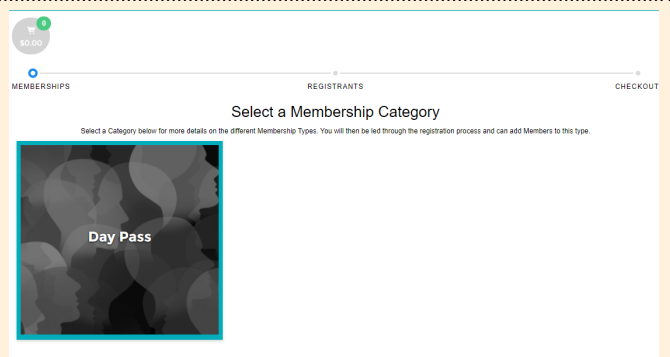 0
$0.00
MEMBERSHIPS
REGISTRANTS
CHECKOUT
Select a Membership Category
Select a Category below for more details on the different Membership Types. You will then be led through the registration process and can add Members to this type.
Day Pass